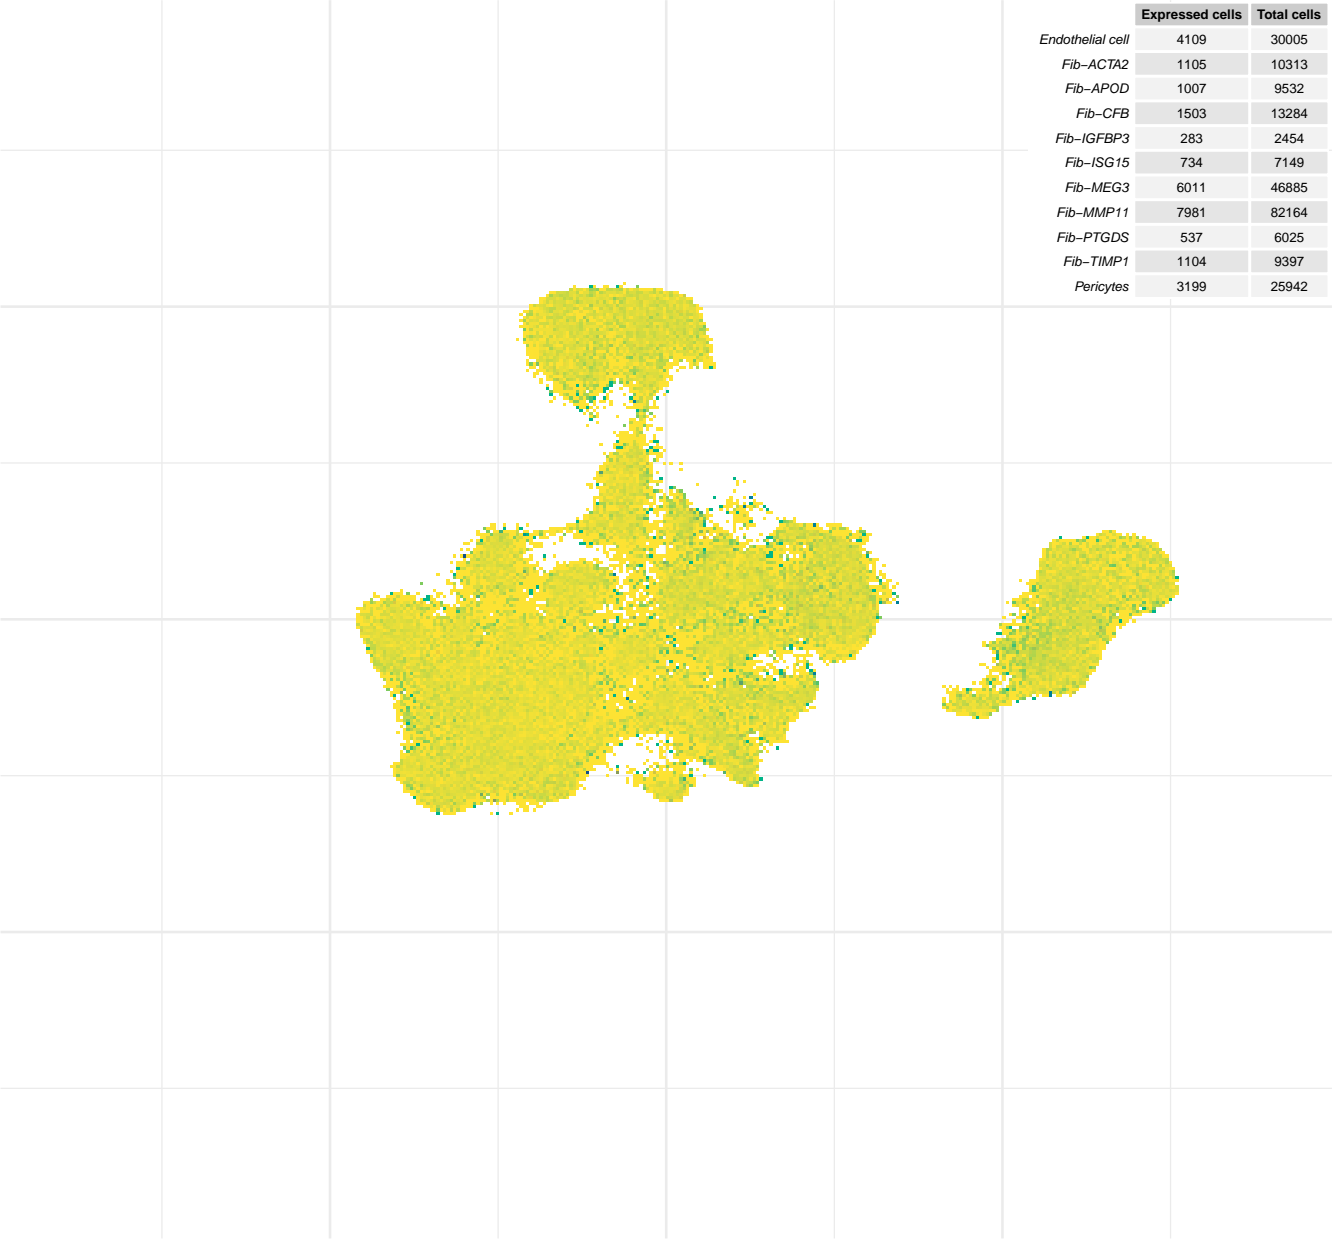 Expressed cells Total cells
Endothelial cell 4109 30005
Fib−ACTA2 1105 10313
Fib−APOD 1007 9532
Fib−CFB 1503 13284
Fib−IGFBP3 283 2454
Fib−ISG15 734 7149
Fib−MEG3 6011 46885
Fib−MMP11 7981 82164
Fib−PTGDS 537 6025
Fib−TIMP1 1104 9397
Pericytes 3199 25942